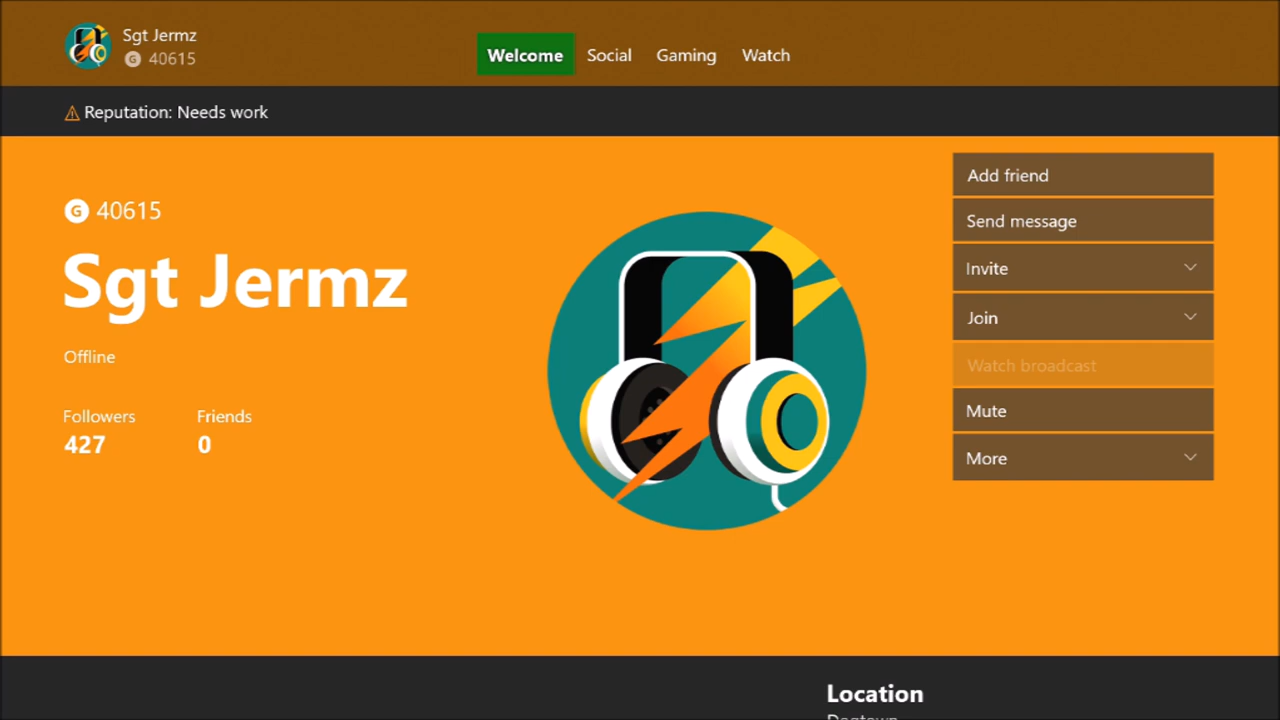 Sgt Jermz
G 40615
Welcome Social Gaming Watch
Reputation: Needs work
G 40615
Sgt Jermz
Offline
Followers Friends
427 0
Add friend
Send message
Invite
Join
Watch broadcast
Mute
More
Location